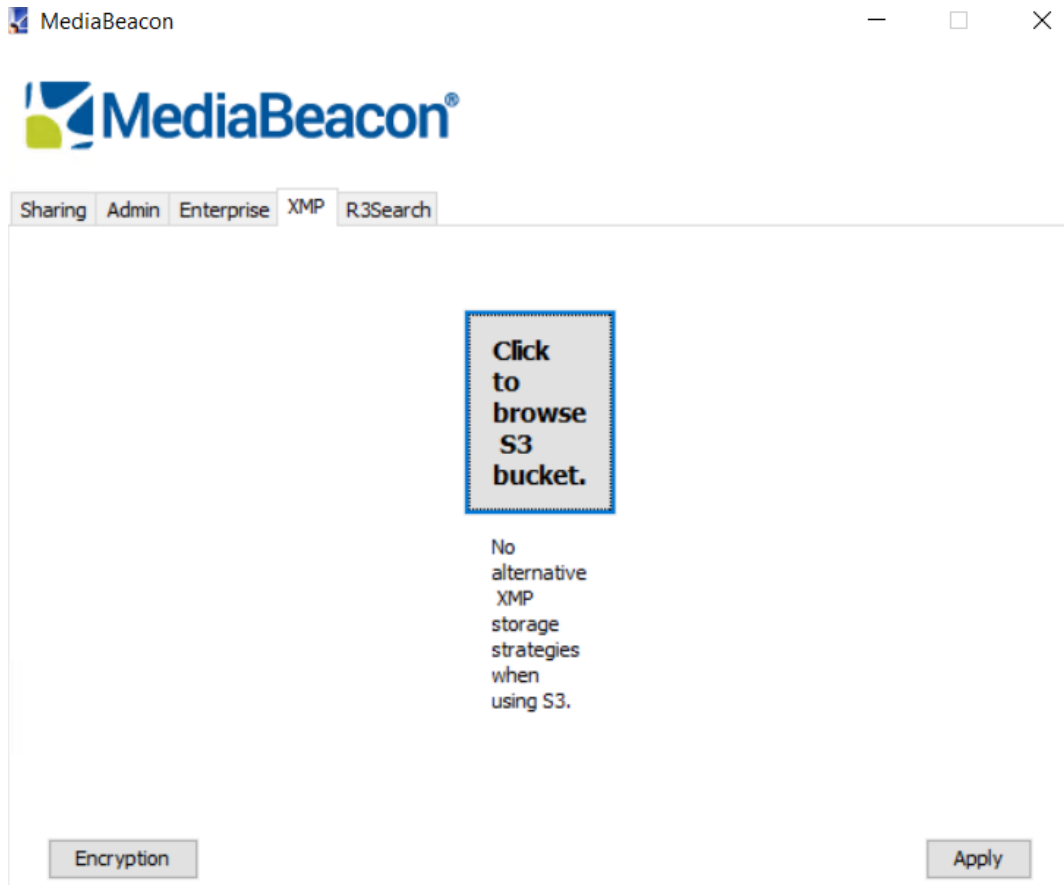 MediaBeacon
MediaBeacon®
Sharing Admin Enterprise XMP R3Search
Click
to
browse
S3
bucket.
No
alternative
XMP
storage
strategies
when
using S3.
Encryption Apply